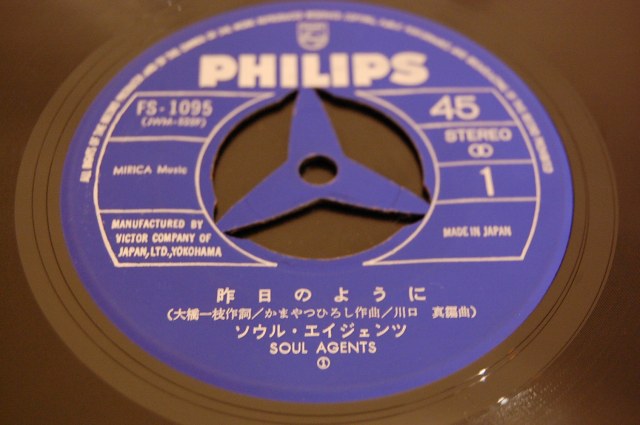 PHILIPS
FS-1095
45
STEREO
MIRICA Music
1
MANUFACTURED BY
VICTOR COMPANY OF
JAPAN, LTD., YOKOHAMA
MADE IN JAPAN
昨日のように
(大橋一枝作詞/かまやつひろし作曲/川口 真編曲)
ソウル・エイジェンツ
SOUL AGENTS
①